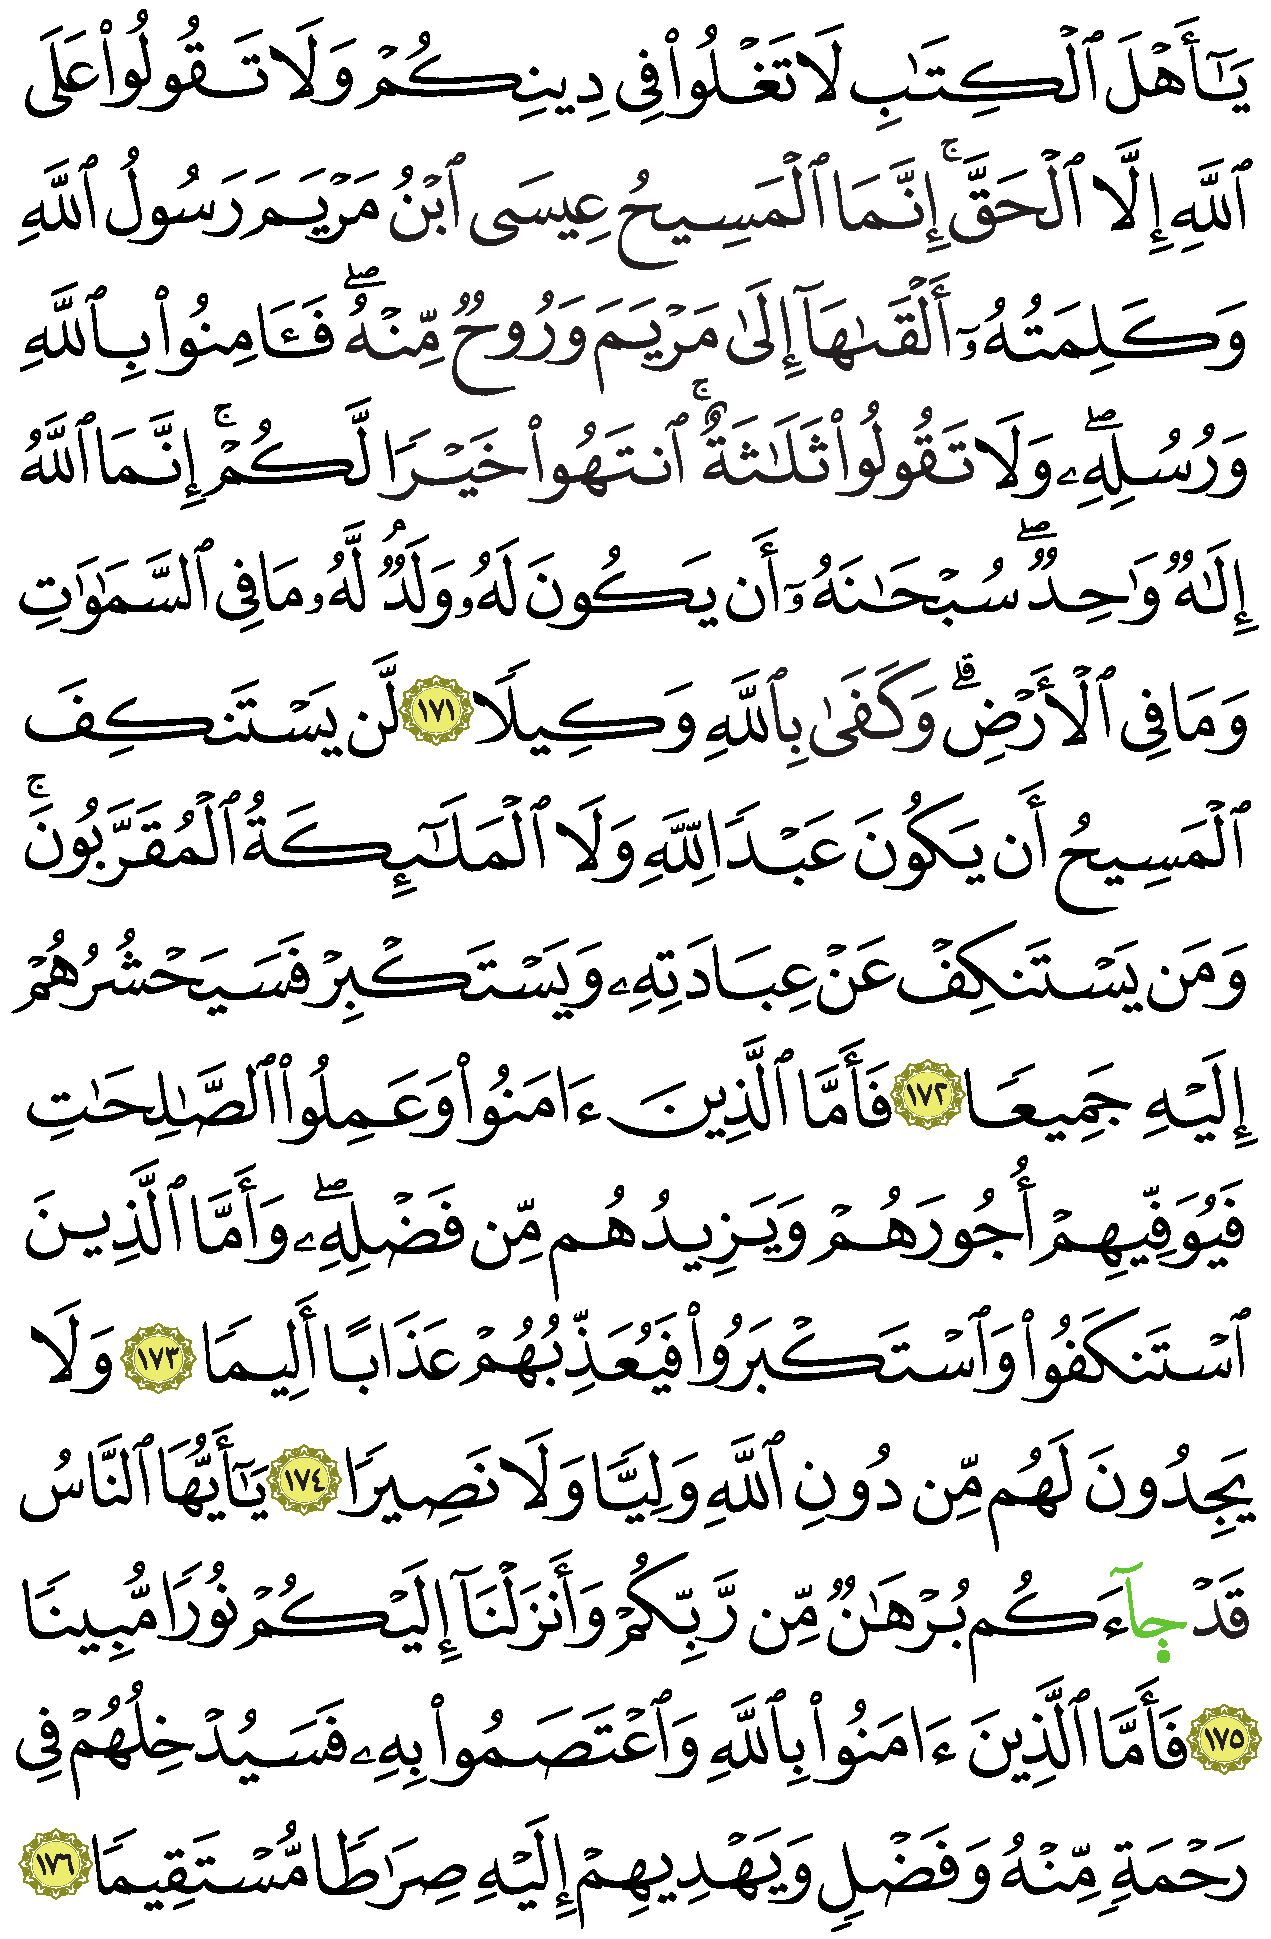 يَـٰٓأَهۡلَ ٱلۡكِتَـٰبِ لَا تَغۡلُواْ فِي دِينِكُمۡ وَلَا تَقُولُواْ عَلَى
ٱللَّهِ إِلَّا ٱلۡحَقَّۚ إِنَّمَا ٱلۡمَسِيحُ عِيسَى ٱبۡنُ مَرۡيَمَ رَسُولُ ٱللَّهِ
وَكَلِمَتُهُۥٓ أَلۡقَىٰهَآ إِلَىٰ مَرۡيَمَ وَرُوحٞ مِّنۡهُۖ فَـَٔامِنُواْ بِٱللَّهِ
وَرُسُلِهِۦۖ وَلَا تَقُولُواْ ثَلَـٰثَةٌۚ ٱنتَهُواْ خَيۡرٗا لَّكُمۡۚ إِنَّمَا ٱللَّهُ
إِلَـٰهٞ وَٰحِدٞۖ سُبۡحَـٰنَهُۥٓ أَن يَكُونَ لَهُۥ وَلَدٞۘ لَّهُۥ مَا فِي ٱلسَّمَـٰوَٰتِ
وَمَا فِي ٱلۡأَرۡضِۗ وَكَفَىٰ بِٱللَّهِ وَكِيلٗا ١٧١ لَّن يَسۡتَنكِفَ
ٱلۡمَسِيحُ أَن يَكُونَ عَبۡدٗا لِّلَّهِ وَلَا ٱلۡمَلَـٰٓئِكَةُ ٱلۡمُقَرَّبُونَۚ
وَمَن يَسۡتَنكِفۡ عَنۡ عِبَادَتِهِۦ وَيَسۡتَكۡبِرۡ فَسَيَحۡشُرُهُمۡ
إِلَيۡهِ جَمِيعٗا ١٧٢ فَأَمَّا ٱلَّذِينَ ءَامَنُواْ وَعَمِلُواْ ٱلصَّـٰلِحَـٰتِ
فَيُوَفِّيهِمۡ أُجُورَهُمۡ وَيَزِيدُهُم مِّن فَضۡلِهِۦۖ وَأَمَّا ٱلَّذِينَ
ٱسۡتَنكَفُواْ وَٱسۡتَكۡبَرُواْ فَيُعَذِّبُهُمۡ عَذَابًا أَلِيمٗا ١٧٣ وَلَا
يَجِدُونَ لَهُم مِّن دُونِ ٱللَّهِ وَلِيّٗا وَلَا نَصِيرٗا ١٧٤ يَـٰٓأَيُّهَا ٱلنَّاسُ
قَدۡ جَآءَكُم بُرۡهَـٰنٞ مِّن رَّبِّكُمۡ وَأَنزَلۡنَآ إِلَيۡكُمۡ نُورٗا مُّبِينٗا
١٧٥ فَأَمَّا ٱلَّذِينَ ءَامَنُواْ بِٱللَّهِ وَٱعۡتَصَمُواْ بِهِۦ فَسَيُدۡخِلُهُمۡ فِي
رَحۡمَةٖ مِّنۡهُ وَفَضۡلٖ وَيَهۡدِيهِمۡ إِلَيۡهِ صِرَٰطٗا مُّسۡتَقِيمٗا ١٧٦